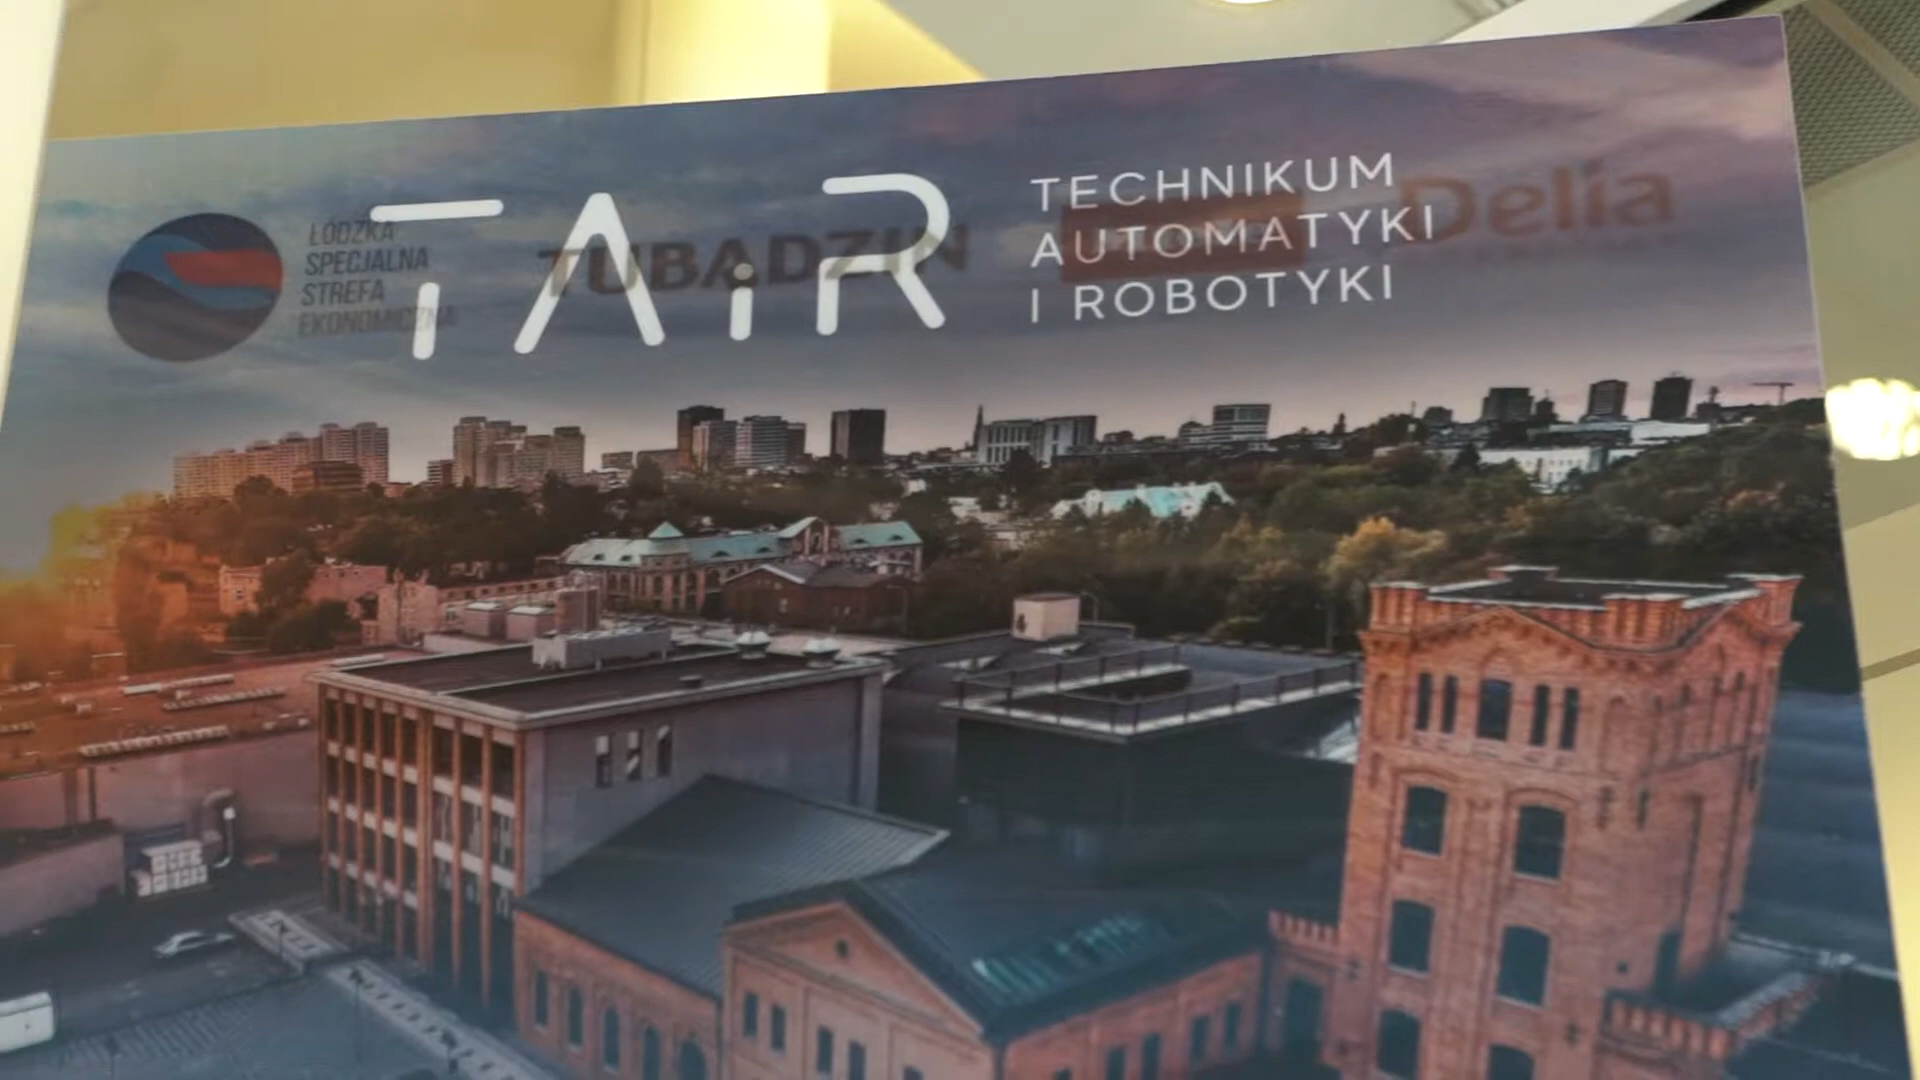 TAiR
TECHNIKUM
AUTOMATYKI
I ROBOTYKI
ŁÓDZKA
SPECJALNA
STREFA
EKONOMICZNA
TUBĄDZIN
Delia